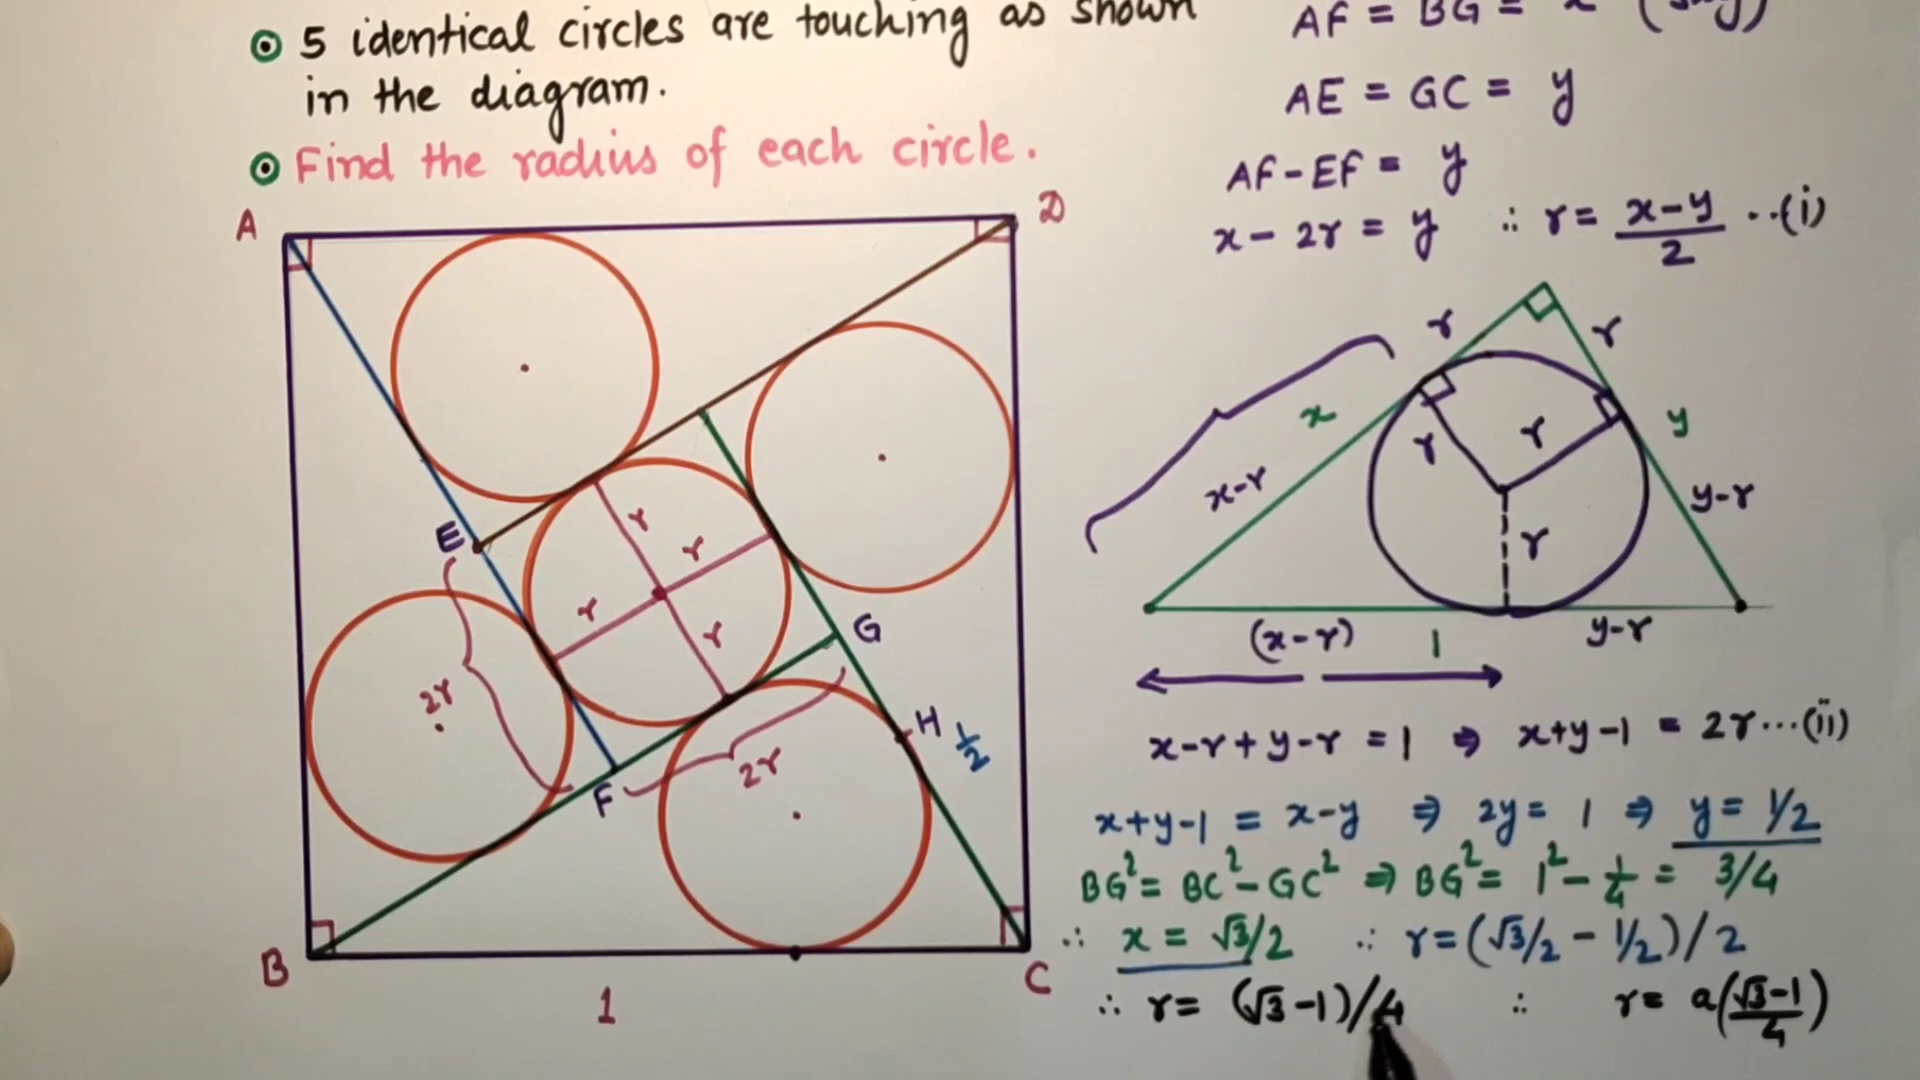 ⊙ 5 identical circles are touching as shown
in the diagram.
⊙ Find the radius of each circle.
A
D
E
2r
r
r
r
r
G
H
1/2
F
2r
B
1
C
AF = BG = x (say)
AE = GC = y
AF - EF = y
x - 2r = y ∴ r = (x-y)/2 ..(i)
r
r
x
r
r
y
x-r
r
y-r
(x-r)
1
y-r
x-r+y-r = 1 ⇒ x+y-1 = 2r...(ii)
x+y-1 = x-y ⇒ 2y = 1 ⇒ y = 1/2
BG² = BC² - GC² ⇒ BG² = 1² - 1/4 = 3/4
∴ x = √3/2 ∴ r = (√3/2 - 1/2)/2
∴ r = (√3-1)/4 ∴ r = a(√3-1/4)